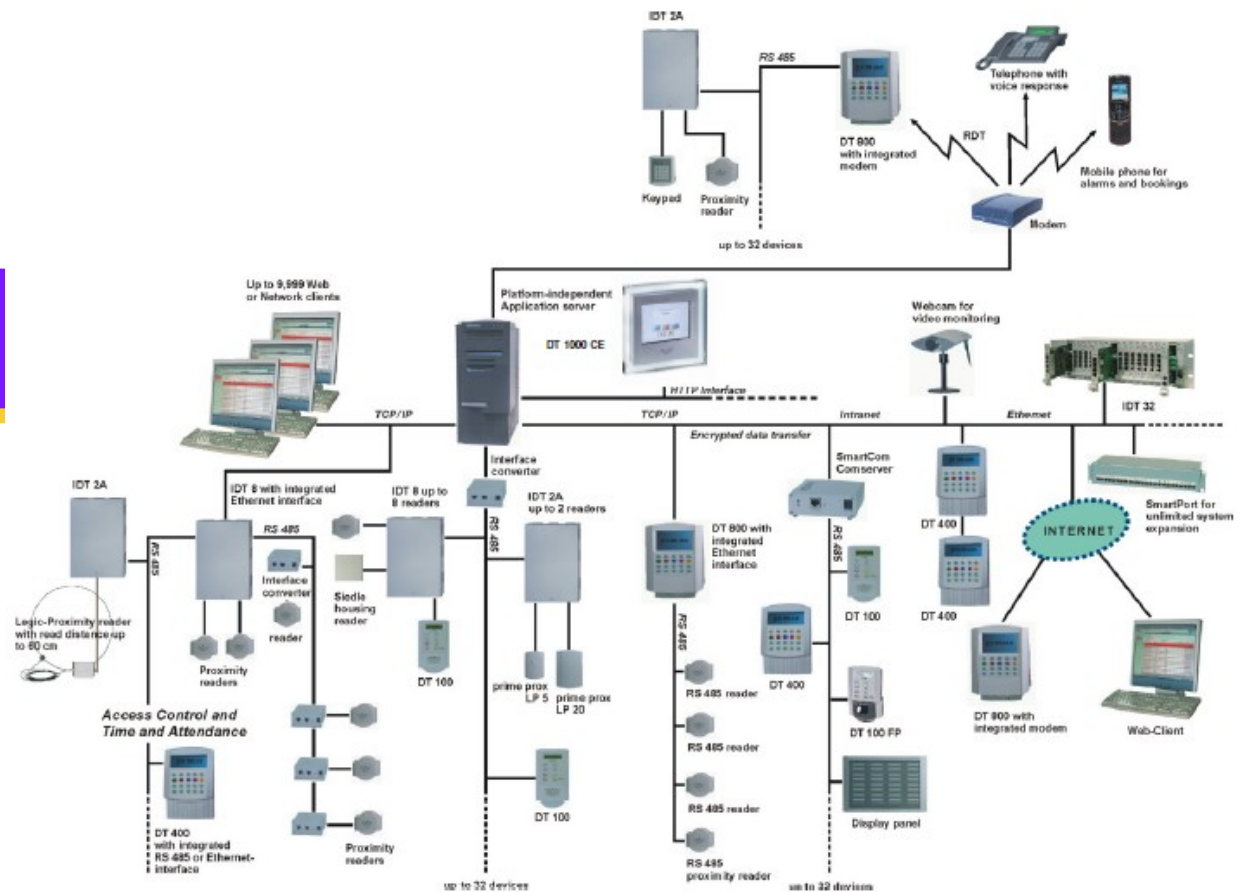 IDT 2A
RS 485
Telephone with
voice response
RDT
DT 800
with integrated
modem
Mobile phone for
alarms and bookings
Keypad
Proximity
reader
Modem
up to 32 devices
Up to 9,999 Web
or Network clients
Platform-independent
Application server
DT 1000 CE
Webcam for
video monitoring
IDT 32
HTTP Interface
TCP/IP
TCP/IP
Intranet
Ethernet
Encrypted data transfer
Interface
converter
SmartCom
Comserver
IDT 2A
IDT 8 with integrated
Ethernet interface
IDT 8 up to
8 readers
IDT 2A
up to 2 readers
RS 485
RS 485
RS 485
DT 800 with
integrated
Ethernet
interface
RS 485
DT 400
SmartPort for
unlimited system
expansion
INTERNET
Interface
converter
Siedle
housing
reader
reader
Legic-Proximity reader
with read distance up
to 60 cm
Proximity
readers
DT 100
prime prox
LP 5
prime prox
LP 20
RS 485
DT 100
DT 400
DT 400
RS 485 reader
Access Control and
Time and Attendance
DT 100 FP
DT 800 with
integrated modem
Web-Client
RS 485 reader
RS 485 reader
DT 100
Display panel
DT 400
with integrated
RS 485 or Ethernet-
interface
Proximity
readers
RS 485
proximity reader
up to 32 devices
up to 32 devices